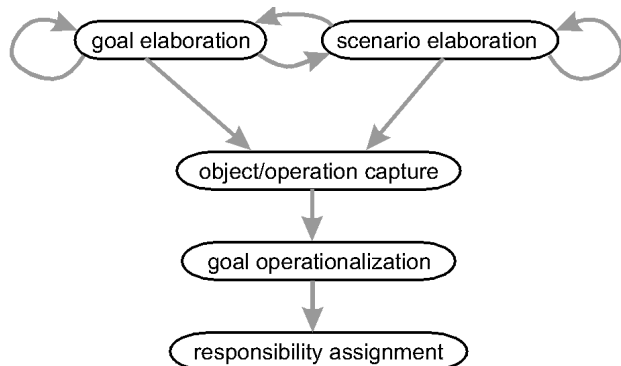 goal elaboration
scenario elaboration
object/operation capture
goal operationalization
responsibility assignment